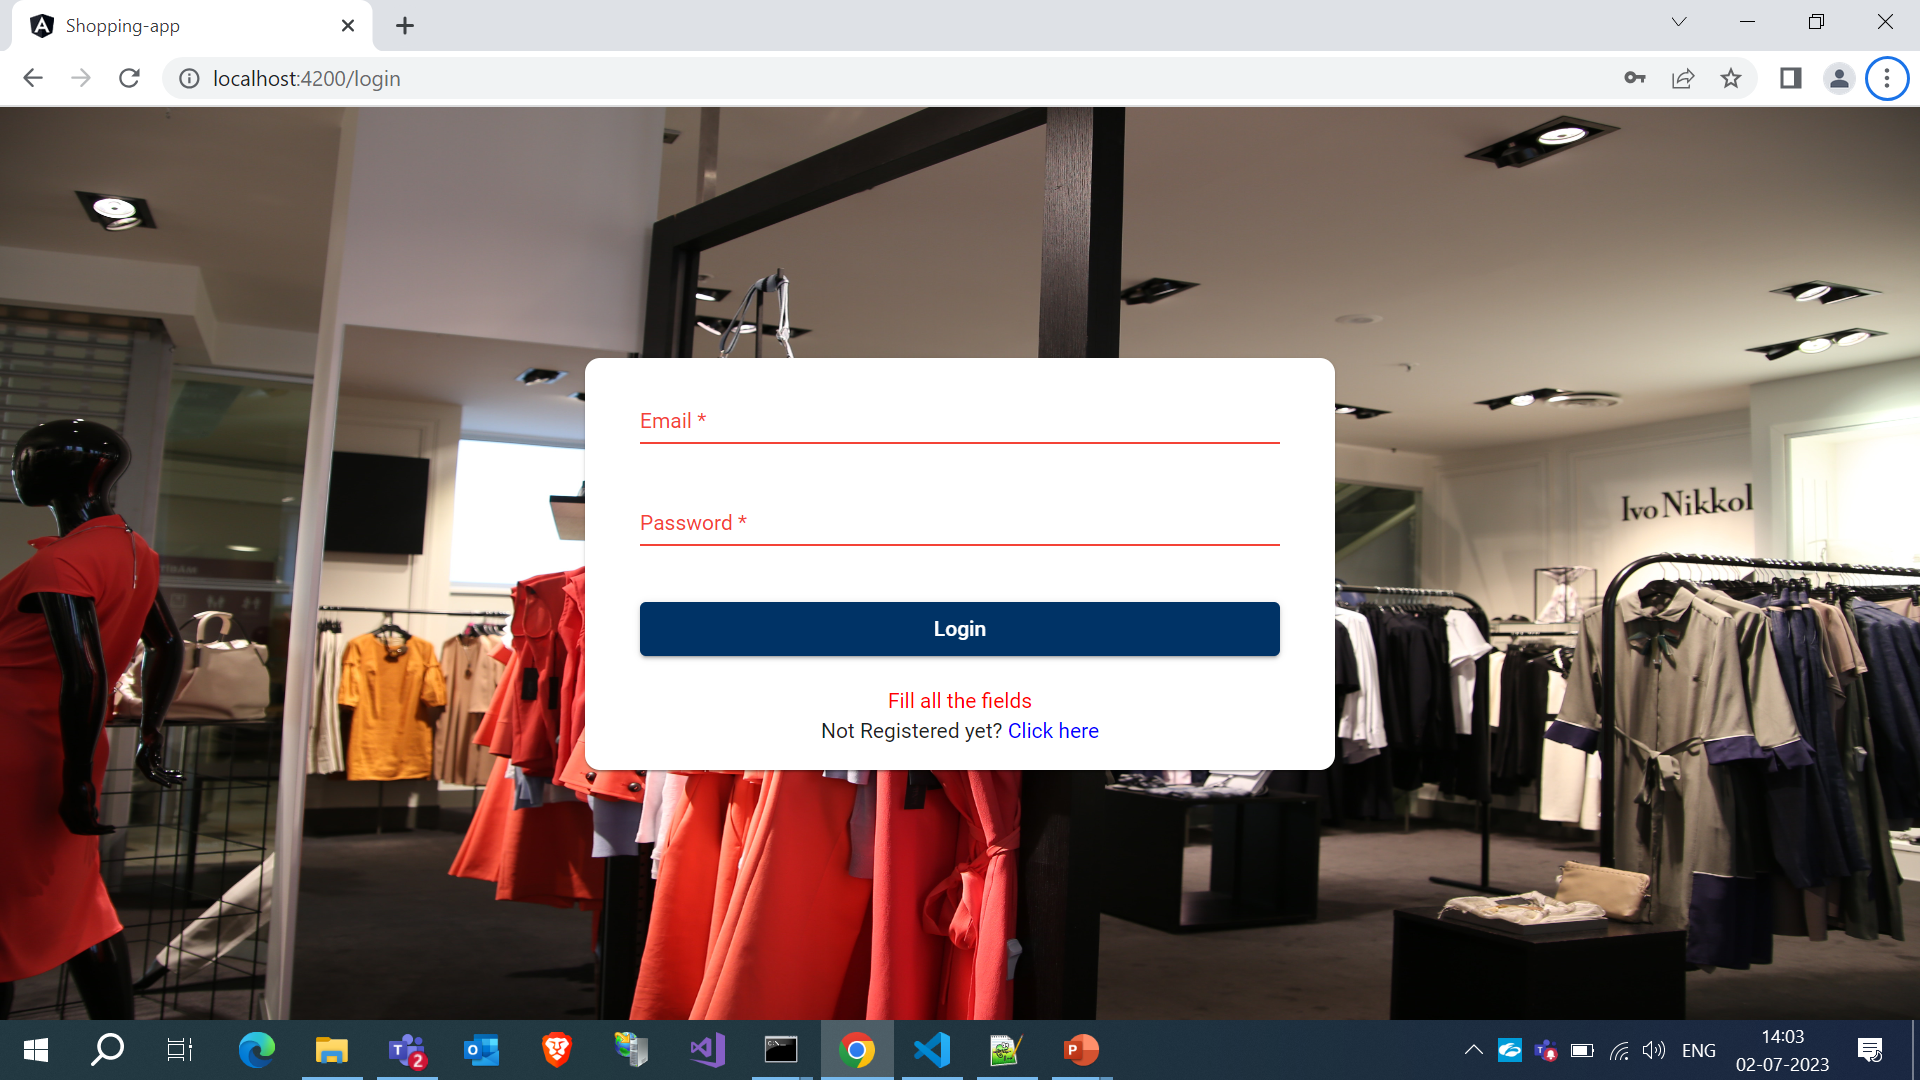 Shopping-app
localhost:4200/login
Ivo Nikkol
Email *
Password *
Login
Fill all the fields
Not Registered yet? Click here
2
ENG
14:03
02-07-2023